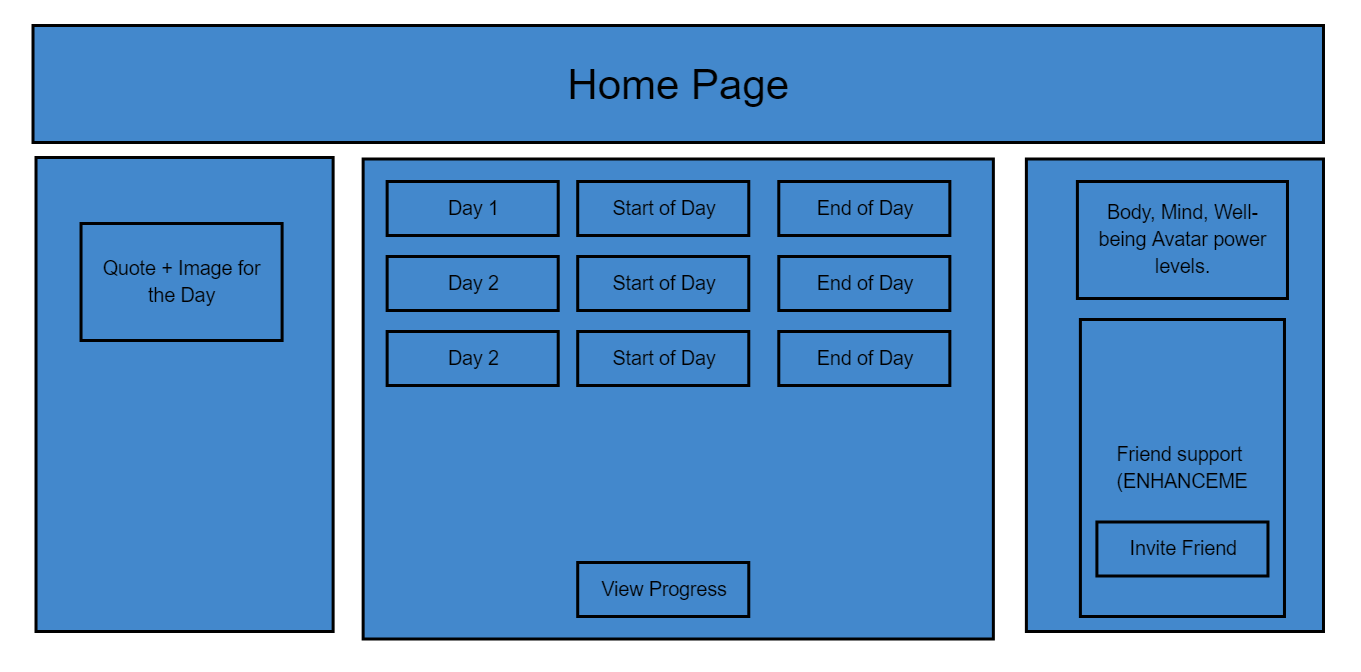 Home Page
Quote + Image for
the Day
Day 1
Start of Day
End of Day
Day 2
Start of Day
End of Day
Day 2
Start of Day
End of Day
View Progress
Body, Mind, Well-
being Avatar power
levels.
Friend support
(ENHANCEME
Invite Friend